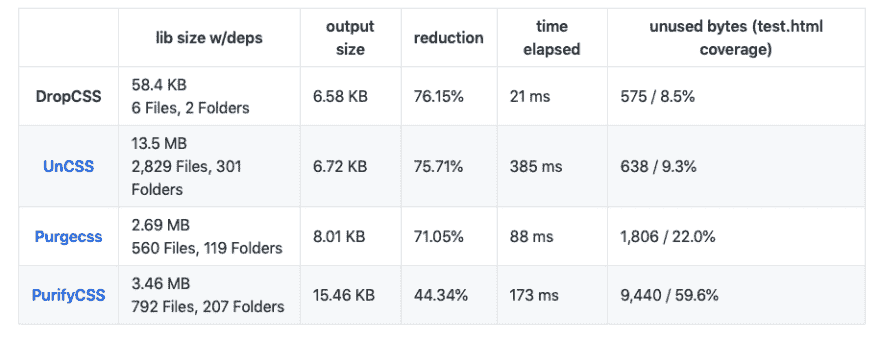 lib size w/deps output size reduction time elapsed unused bytes (test.html coverage)
DropCSS 58.4 KB 6 Files, 2 Folders 6.58 KB 76.15% 21 ms 575 / 8.5%
UnCSS 13.5 MB 2,829 Files, 301 Folders 6.72 KB 75.71% 385 ms 638 / 9.3%
Purgecss 2.69 MB 560 Files, 119 Folders 8.01 KB 71.05% 88 ms 1,806 / 22.0%
PurifyCSS 3.46 MB 792 Files, 207 Folders 15.46 KB 44.34% 173 ms 9,440 / 59.6%